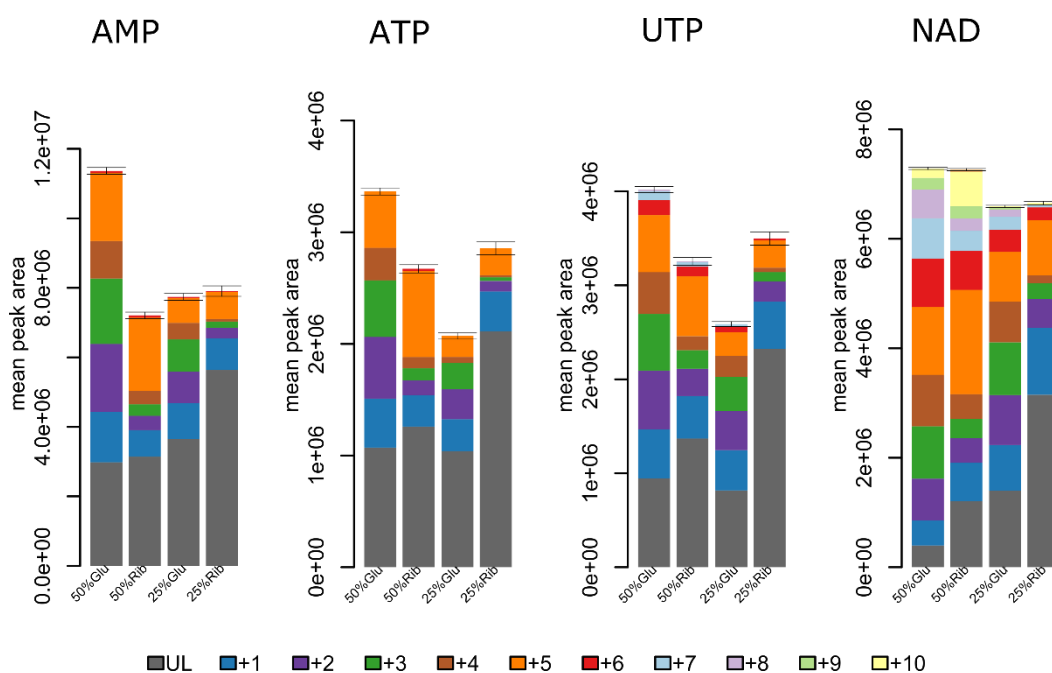 AMP
ATP
UTP
NAD
mean peak area
0.0e+00
4.0e+06
8.0e+06
1.2e+07
50%Glu
50%Rib
25%Glu
25%Rib
mean peak area
0e+00
1e+06
2e+06
3e+06
4e+06
50%Glu
50%Rib
25%Glu
25%Rib
mean peak area
0e+00
1e+06
2e+06
3e+06
4e+06
50%Glu
50%Rib
25%Glu
25%Rib
mean peak area
0e+00
2e+06
4e+06
6e+06
8e+06
50%Glu
50%Rib
25%Glu
25%Rib
UL +1 +2 +3 +4 +5 +6 +7 +8 +9 +10